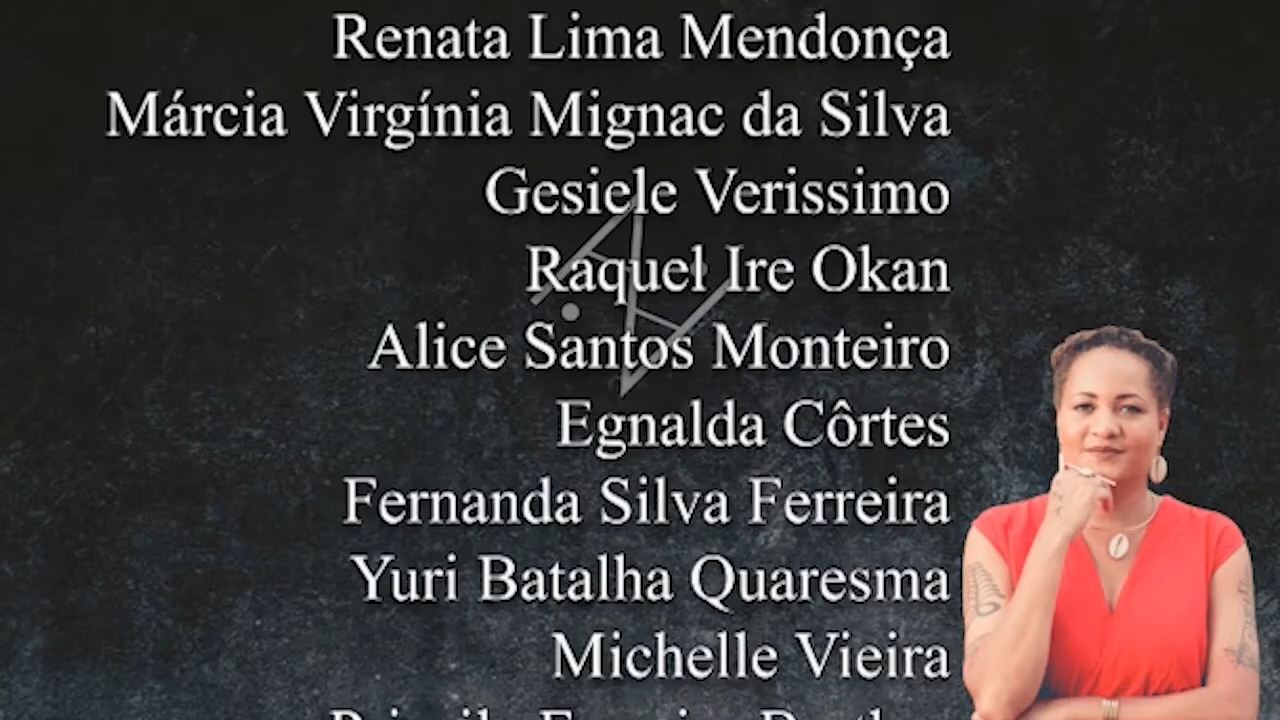 Renata Lima Mendonça
Márcia Virgínia Mignac da Silva
Gesiele Verissimo
Raquel Ire Okan
Alice Santos Monteiro
Egnalda Côrtes
Fernanda Silva Ferreira
Yuri Batalha Quaresma
Michelle Vieira